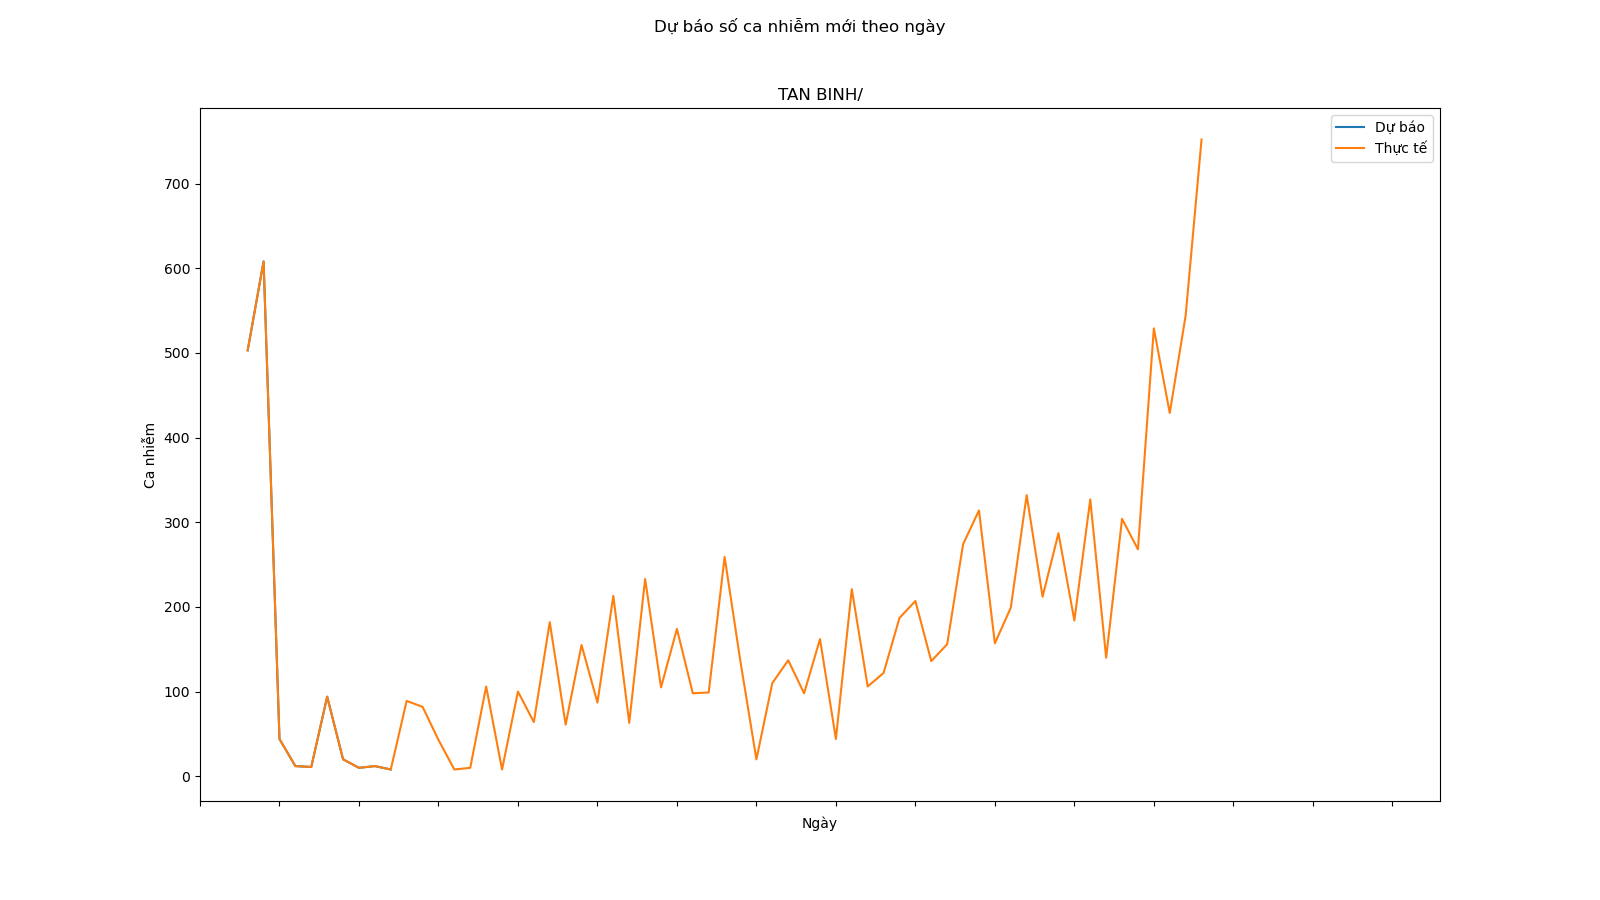 Dự báo số ca nhiễm mới theo ngày
TAN BINH/
Dự báo
Thực tế
700
600
500
400
300
200
100
0
Ca nhiễm
Ngày